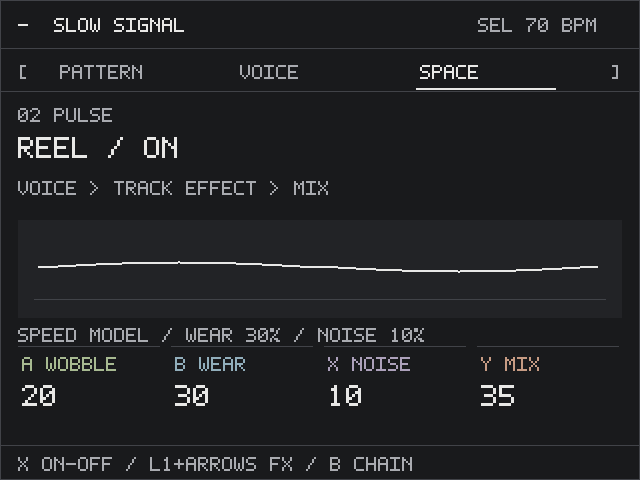 — SLOW SIGNAL SEL 70 BPM
[ PATTERN VOICE SPACE ]
02 PULSE
REEL / ON
VOICE > TRACK EFFECT > MIX
SPEED MODEL / WEAR 30% / NOISE 10%
A WOBBLE B WEAR X NOISE Y MIX
20 30 10 35
X ON-OFF / L1+ARROWS FX / B CHAIN